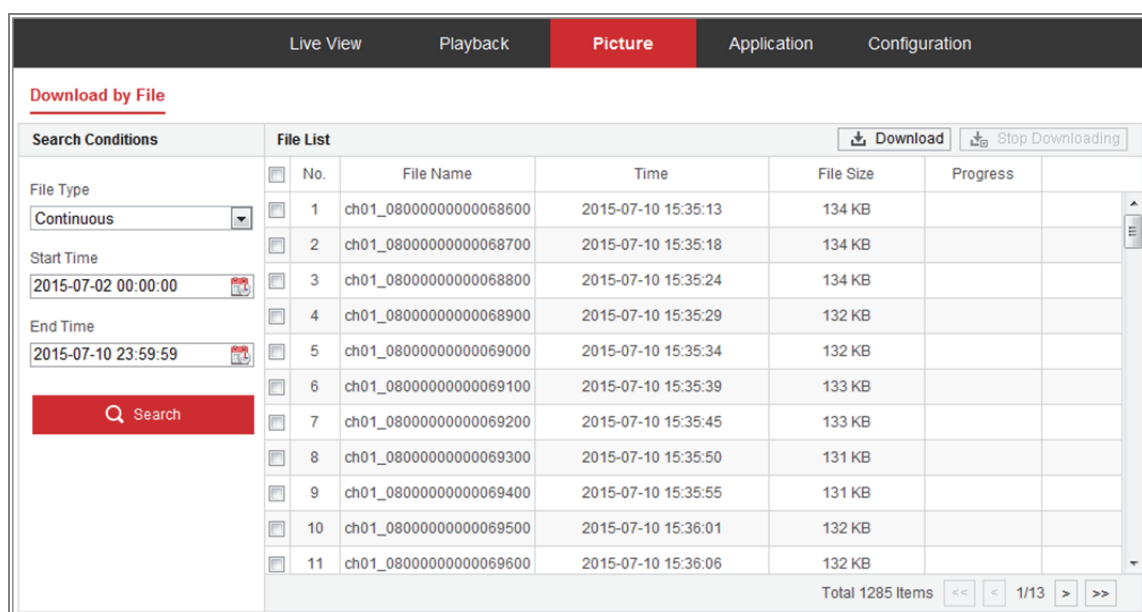 Live View Playback Picture Application Configuration
Download by File
Search Conditions
File Type
Continuous
Start Time
2015-07-02 00:00:00
End Time
2015-07-10 23:59:59
Search
File List Download Stop Downloading
No. File Name Time File Size Progress
1 ch01_08000000000068600 2015-07-10 15:35:13 134 KB
2 ch01_08000000000068700 2015-07-10 15:35:18 134 KB
3 ch01_08000000000068800 2015-07-10 15:35:24 134 KB
4 ch01_08000000000068900 2015-07-10 15:35:29 132 KB
5 ch01_08000000000069000 2015-07-10 15:35:34 132 KB
6 ch01_08000000000069100 2015-07-10 15:35:39 133 KB
7 ch01_08000000000069200 2015-07-10 15:35:45 133 KB
8 ch01_08000000000069300 2015-07-10 15:35:50 131 KB
9 ch01_08000000000069400 2015-07-10 15:35:55 131 KB
10 ch01_08000000000069500 2015-07-10 15:36:01 132 KB
11 ch01_08000000000069600 2015-07-10 15:36:06 132 KB
Total 1285 Items << < 1/13 > >>